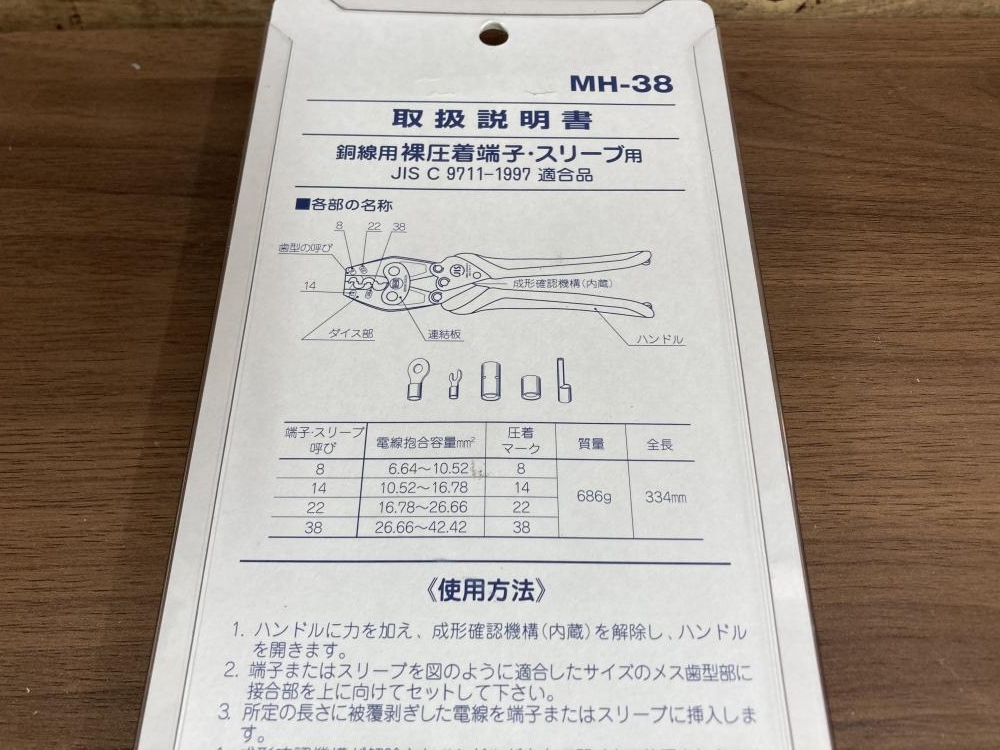 MH-38
取扱説明書
銅線用裸圧着端子・スリーブ用
JIS C 9711-1997 適合品
■各部の名称
8 22 38
歯型の呼び
14
成形確認機構(内蔵)
ダイス部 連結板 ハンドル
端子・スリーブ呼び 電線抱合容量mm² 圧着マーク 質量 全長
8 6.64〜10.52 8
14 10.52〜16.78 14
686g 334mm
22 16.78〜26.66 22
38 26.66〜42.42 38
《使用方法》
1. ハンドルに力を加え、成形確認機構(内蔵)を解除し、ハンドル
を開きます。
2. 端子またはスリーブを図のように適合したサイズのメス歯型部に
接合部を上に向けてセットして下さい。
3. 所定の長さに被覆剥ぎした電線を端子またはスリーブに挿入しま
す。